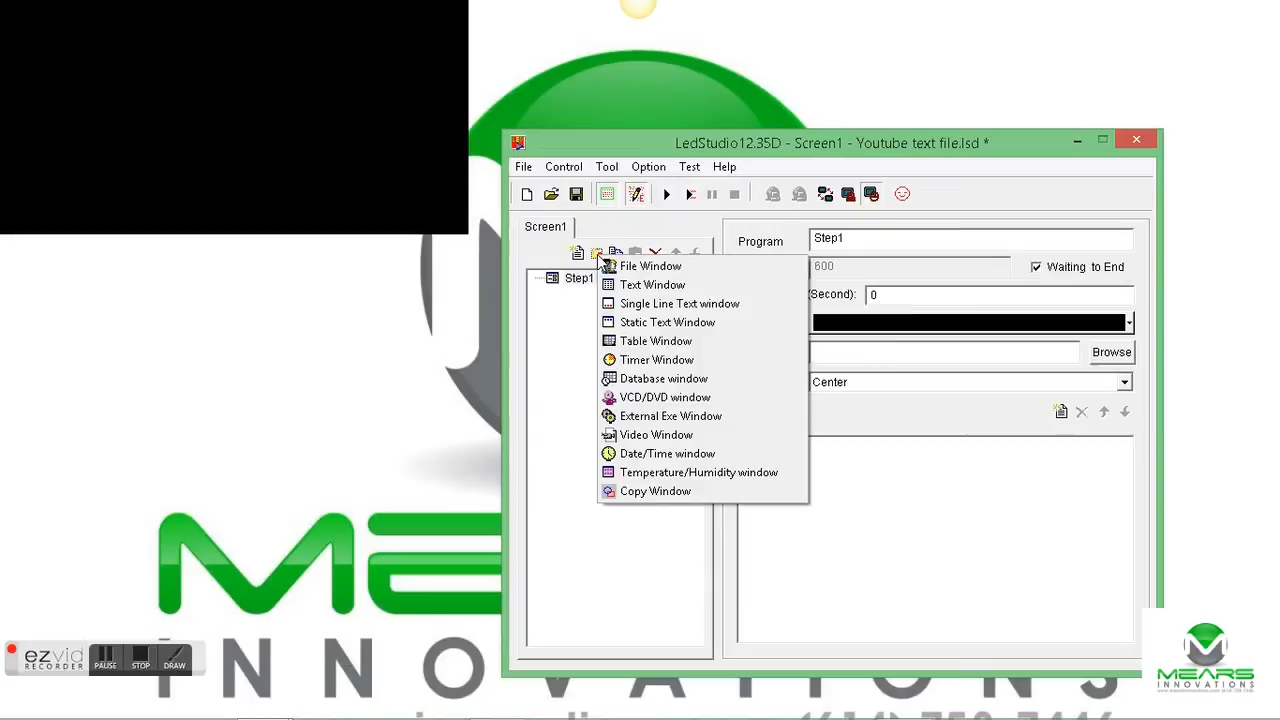 LedStudio12.35D - Screen1 - Youtube text file.lsd *
File Control Tool Option Test Help
Screen1
Step1
File Window
Text Window
Single Line Text window
Static Text Window
Table Window
Timer Window
Database window
VCD/DVD window
External Exe Window
Video Window
Date/Time window
Temperature/Humidity window
Copy Window
Program
Step1
600
Waiting to End
(Second):
0
Browse
Center
INNOVATIONS
ezvid
RECORDER
PAUSE
STOP
DRAW
MEARS
INNOVATIONS